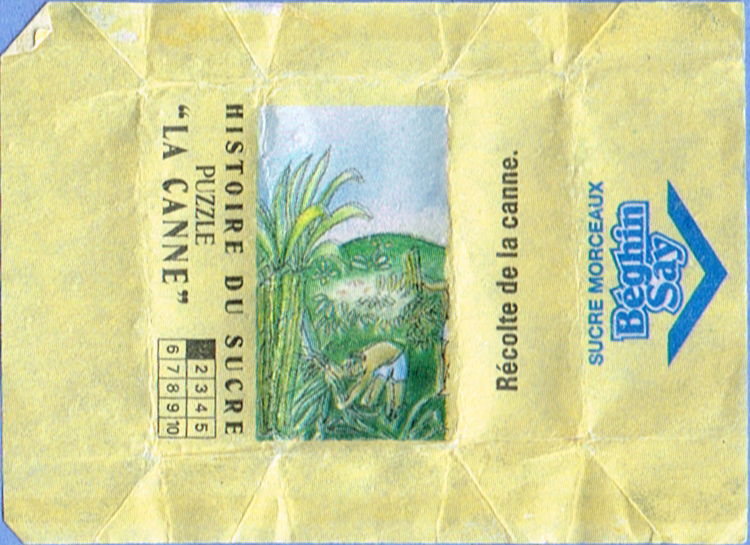 HISTOIRE DU SUCRE
PUZZLE
"LA CANNE"
2 3 4 5
6 7 8 9 10
Récolte de la canne.
SUCRE MORCEAUX
Béghin
Say